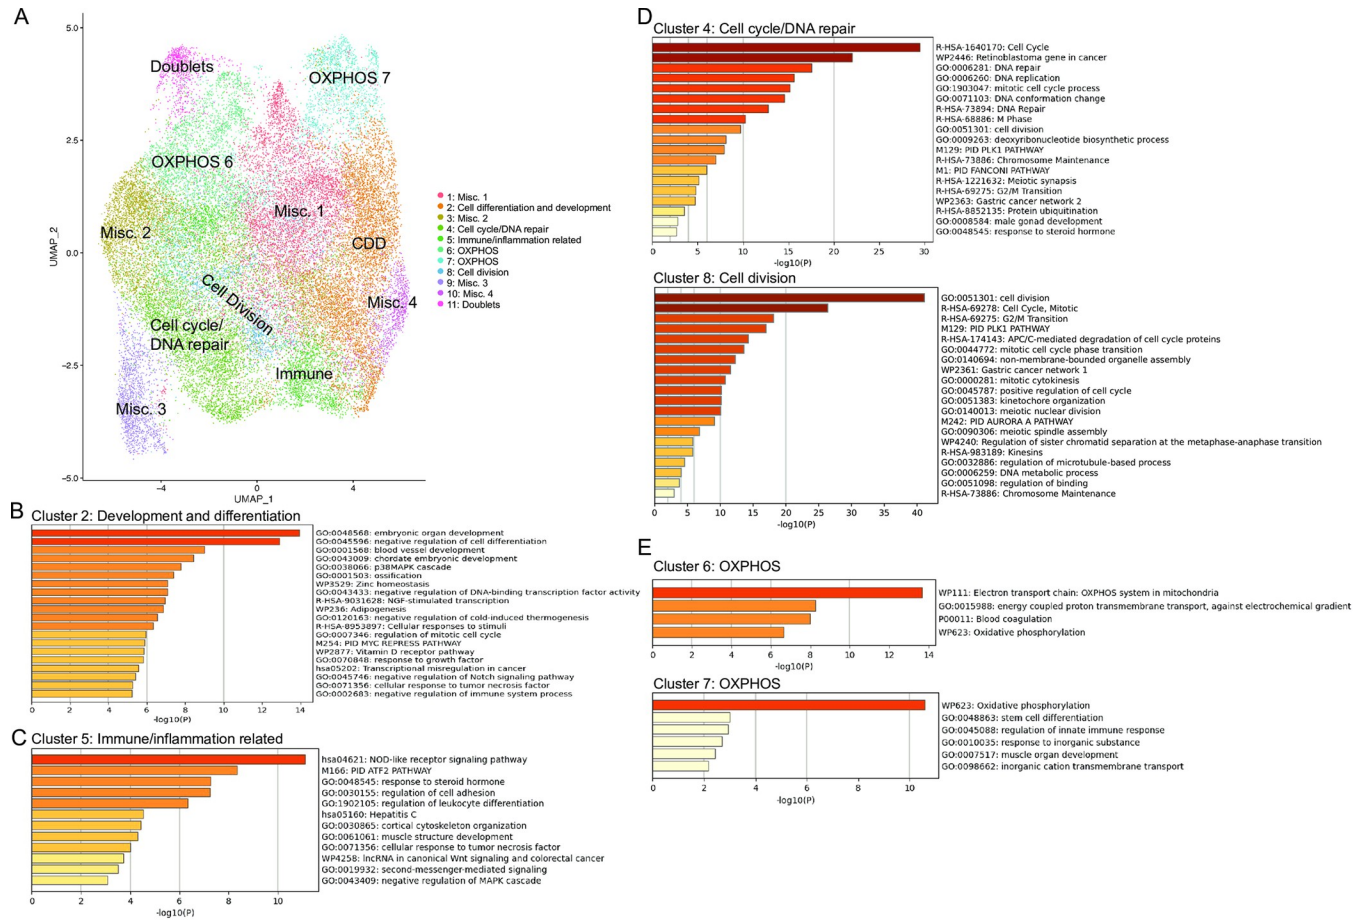 A
5.0
2.5
0.0
−2.5
−5.0
UMAP_2
−4
0
4
UMAP_1
Doublets
OXPHOS 7
OXPHOS 6
Misc. 1
Misc. 2
CDD
Cell Division
Misc. 4
Cell cycle/
DNA repair
Immune
Misc. 3
1: Misc. 1
2: Cell differentiation and development
3: Misc. 2
4: Cell cycle/DNA repair
5: Immune/inflammation related
6: OXPHOS
7: OXPHOS
8: Cell division
9: Misc. 3
10: Misc. 4
11: Doublets
B
Cluster 2: Development and differentiation
GO:0048568: embryonic organ development
GO:0045596: negative regulation of cell differentiation
GO:0001568: blood vessel development
GO:0043009: chordate embryonic development
GO:0038066: p38MAPK cascade
GO:0001503: ossification
WP3529: Zinc homeostasis
GO:0043433: negative regulation of DNA-binding transcription factor activity
R-HSA-9031628: NGF-stimulated transcription
WP236: Adipogenesis
GO:0120163: negative regulation of cold-induced thermogenesis
R-HSA-8953897: Cellular responses to stimuli
GO:0007346: regulation of mitotic cell cycle
M254: PID MYC REPRESS PATHWAY
WP2877: Vitamin D receptor pathway
GO:0070848: response to growth factor
hsa05202: Transcriptional misregulation in cancer
GO:0045746: negative regulation of Notch signaling pathway
GO:0071356: cellular response to tumor necrosis factor
GO:0002683: negative regulation of immune system process
0 2 4 6 8 10 12 14
-log10(P)
C
Cluster 5: Immune/inflammation related
hsa04621: NOD-like receptor signaling pathway
M166: PID ATF2 PATHWAY
GO:0048545: response to steroid hormone
GO:0030155: regulation of cell adhesion
GO:1902105: regulation of leukocyte differentiation
hsa05160: Hepatitis C
GO:0030865: cortical cytoskeleton organization
GO:0061061: muscle structure development
GO:0071356: cellular response to tumor necrosis factor
WP4258: lncRNA in canonical Wnt signaling and colorectal cancer
GO:0019932: second-messenger-mediated signaling
GO:0043409: negative regulation of MAPK cascade
0 2 4 6 8 10
-log10(P)
D
Cluster 4: Cell cycle/DNA repair
R-HSA-1640170: Cell Cycle
WP2446: Retinoblastoma gene in cancer
GO:0006281: DNA repair
GO:0006260: DNA replication
GO:1903047: mitotic cell cycle process
GO:0071103: DNA conformation change
R-HSA-73894: DNA Repair
R-HSA-68886: M Phase
GO:0051301: cell division
GO:0009263: deoxyribonucleotide biosynthetic process
M129: PID PLK1 PATHWAY
R-HSA-73886: Chromosome Maintenance
M1: PID FANCONI PATHWAY
R-HSA-1221632: Meiotic synapsis
R-HSA-69275: G2/M Transition
WP2363: Gastric cancer network 2
R-HSA-8852135: Protein ubiquitination
GO:0008584: male gonad development
GO:0048545: response to steroid hormone
0 5 10 15 20 25 30
-log10(P)
Cluster 8: Cell division
GO:0051301: cell division
R-HSA-69278: Cell Cycle, Mitotic
R-HSA-69275: G2/M Transition
M129: PID PLK1 PATHWAY
R-HSA-174143: APC/C-mediated degradation of cell cycle proteins
GO:0044772: mitotic cell cycle phase transition
GO:0140694: non-membrane-bounded organelle assembly
WP2361: Gastric cancer network 1
GO:0000281: mitotic cytokinesis
GO:0045787: positive regulation of cell cycle
GO:0051383: kinetochore organization
GO:0140013: meiotic nuclear division
M242: PID AURORA A PATHWAY
GO:0090306: meiotic spindle assembly
WP4240: Regulation of sister chromatid separation at the metaphase-anaphase transition
R-HSA-983189: Kinesins
GO:0032886: regulation of microtubule-based process
GO:0006259: DNA metabolic process
GO:0051098: regulation of binding
R-HSA-73886: Chromosome Maintenance
0 5 10 15 20 25 30 35 40
-log10(P)
E
Cluster 6: OXPHOS
WP111: Electron transport chain: OXPHOS system in mitochondria
GO:0015988: energy coupled proton transmembrane transport, against electrochemical gradient
P00011: Blood coagulation
WP623: Oxidative phosphorylation
0 2 4 6 8 10 12 14
-log10(P)
Cluster 7: OXPHOS
WP623: Oxidative phosphorylation
GO:0048863: stem cell differentiation
GO:0045088: regulation of innate immune response
GO:0010035: response to inorganic substance
GO:0007517: muscle organ development
GO:0098662: inorganic cation transmembrane transport
0 2 4 6 8 10
-log10(P)